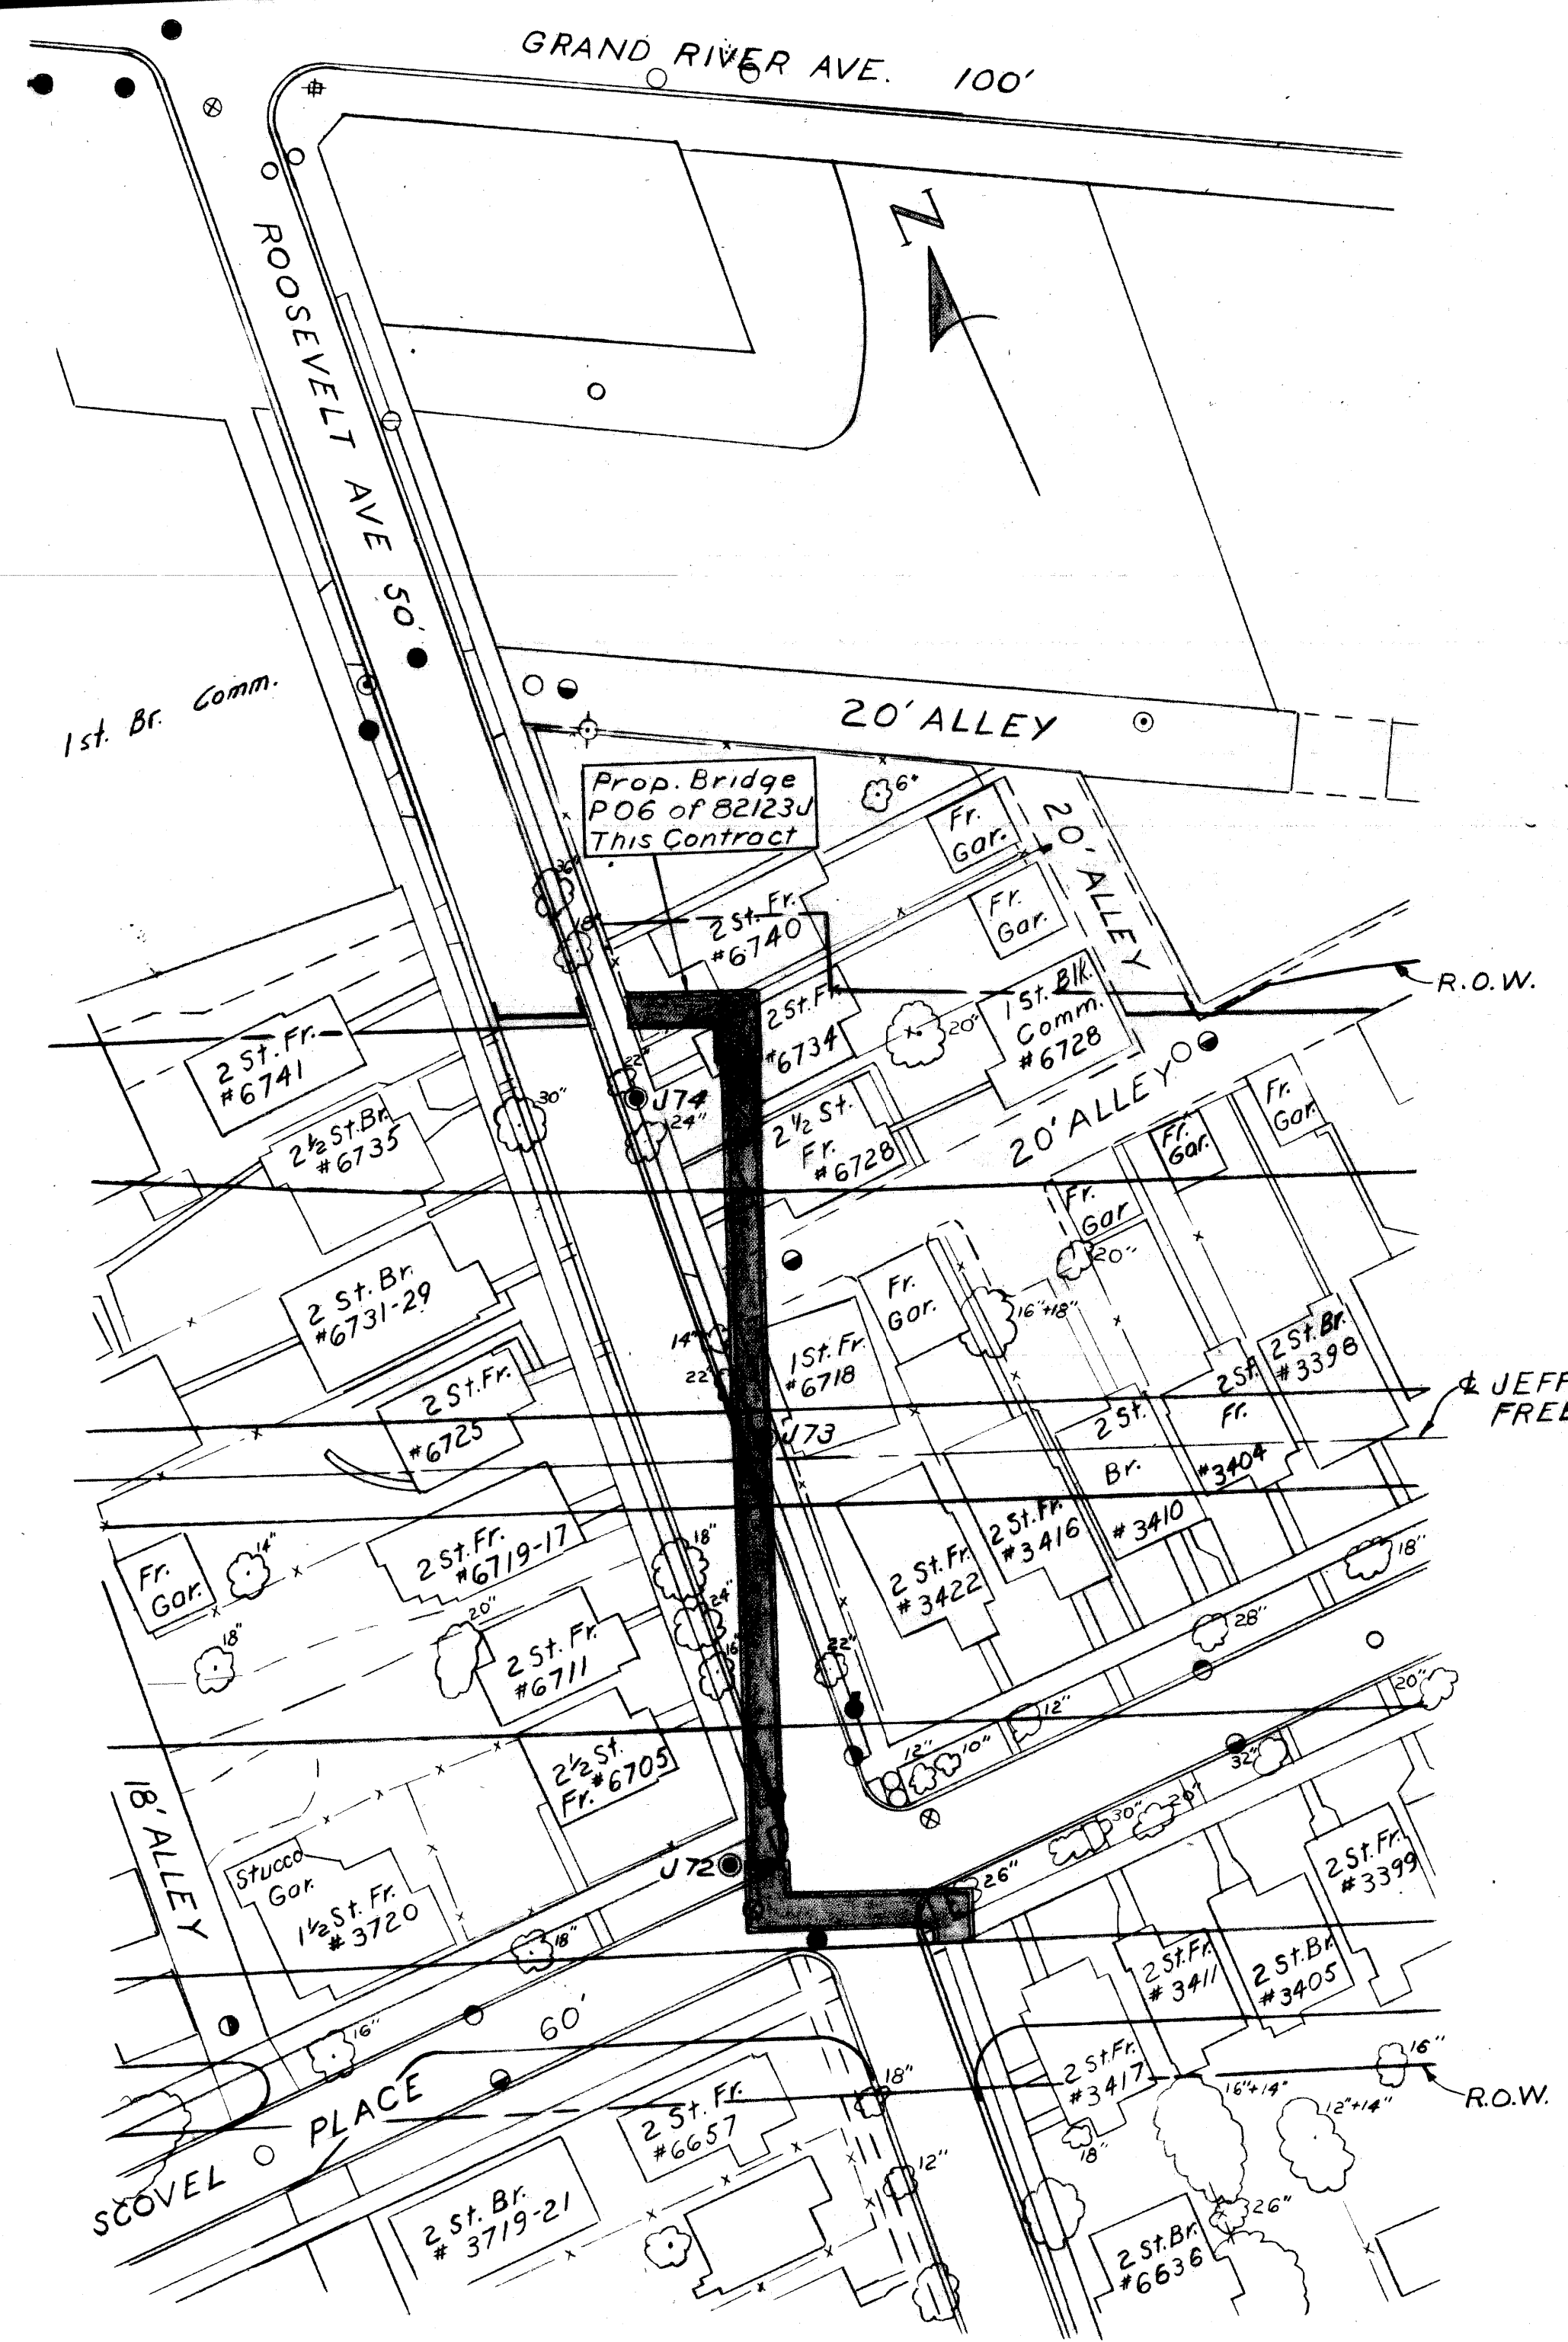 GRAND RIVER AVE. 100'
N
ROOSEVELT AVE 50'
1st. Br. Comm.
20' ALLEY
Prop. Bridge
P06 of 82123J
This Contract
6"
Fr.
Gar.
20' ALLEY
36"
18"
2 St. Fr.
#6740
Fr.
Gar.
R.O.W.
2 St. Fr.
#6734
20"
1 St. Blk.
Comm.
#6728
2 St. Fr.
#6741
22"
J74
24"
30"
2½ St. Br.
#6735
2½ St.
Fr.
#6728
20' ALLEY
Fr.
Gar.
Fr.
Gar.
Fr.
Gar
20"
2 St. Br.
#6731-29
Fr.
Gar.
16"+18"
14"
22"
1 St. Fr.
#6718
2 St. Br.
#3398
2 St.
Fr.
#3404
2 St.
Br.
#3410
℄ JEFF
FREE
2 St. Fr.
#6725
J73
2 St. Fr.
#6719-17
18"
2 St. Fr.
#3416
2 St. Fr.
#3422
18"
Fr.
Gar.
14"
20"
24"
16"
28"
18"
2 St. Fr.
#6711
22"
12"
20"
2½ St.
Fr. #6705
12"
10"
32"
18' ALLEY
30"
20"
Stucco
Gar.
1½ St. Fr.
#3720
J72
26"
2 St. Fr.
#3399
18"
2 St. Fr.
#3411
2 St. Br.
#3405
60'
16"
SCOVEL PLACE
18"
2 St. Fr.
#3417
16"
R.O.W.
2 St. Fr.
#6657
16"+14"
12"+14"
18"
12"
2 St. Br.
# 3719-21
26"
2 St. Br.
#6636